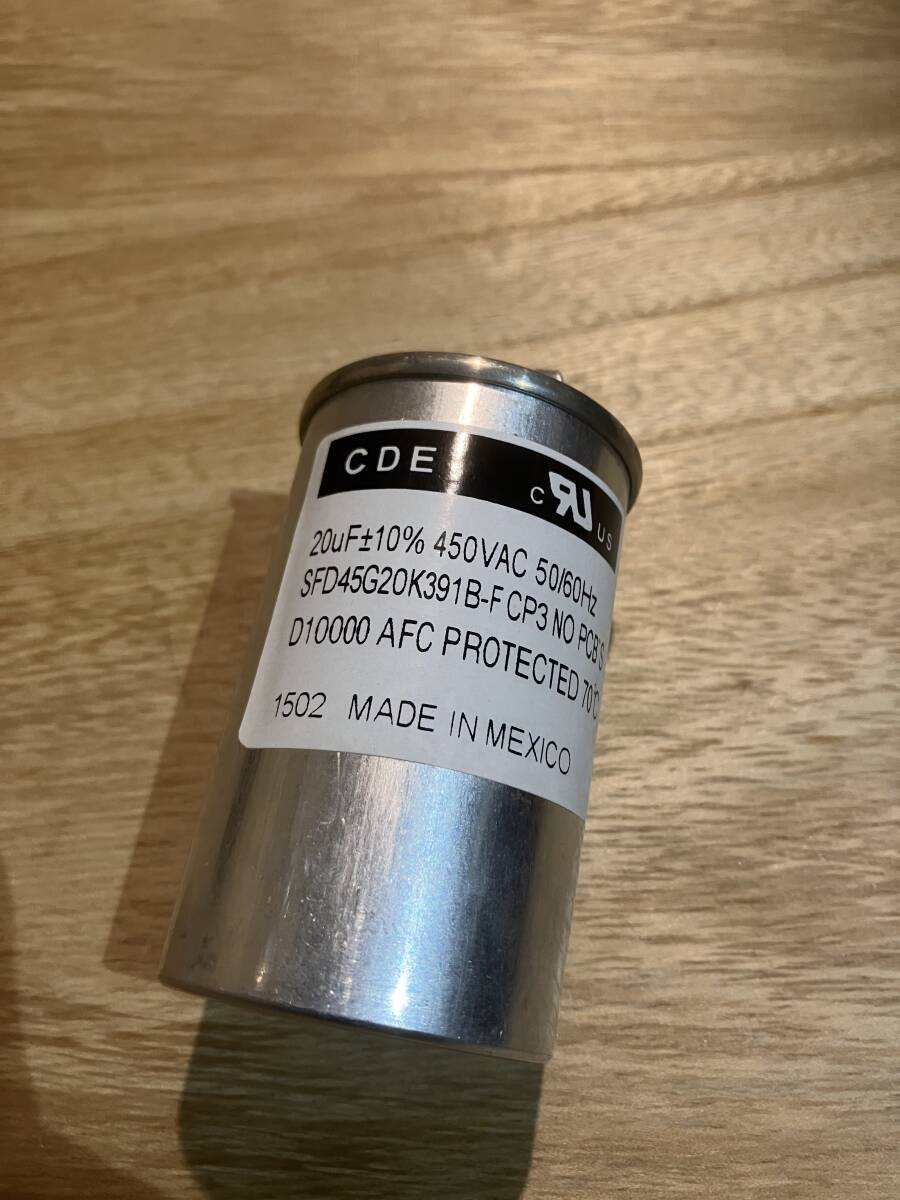 CDE
C RU US
20uF±10% 450VAC 50/60Hz
SFD45G20K391B-F CP3 NO PCB'S
D10000 AFC PROTECTED 70°C
1502 MADE IN MEXICO